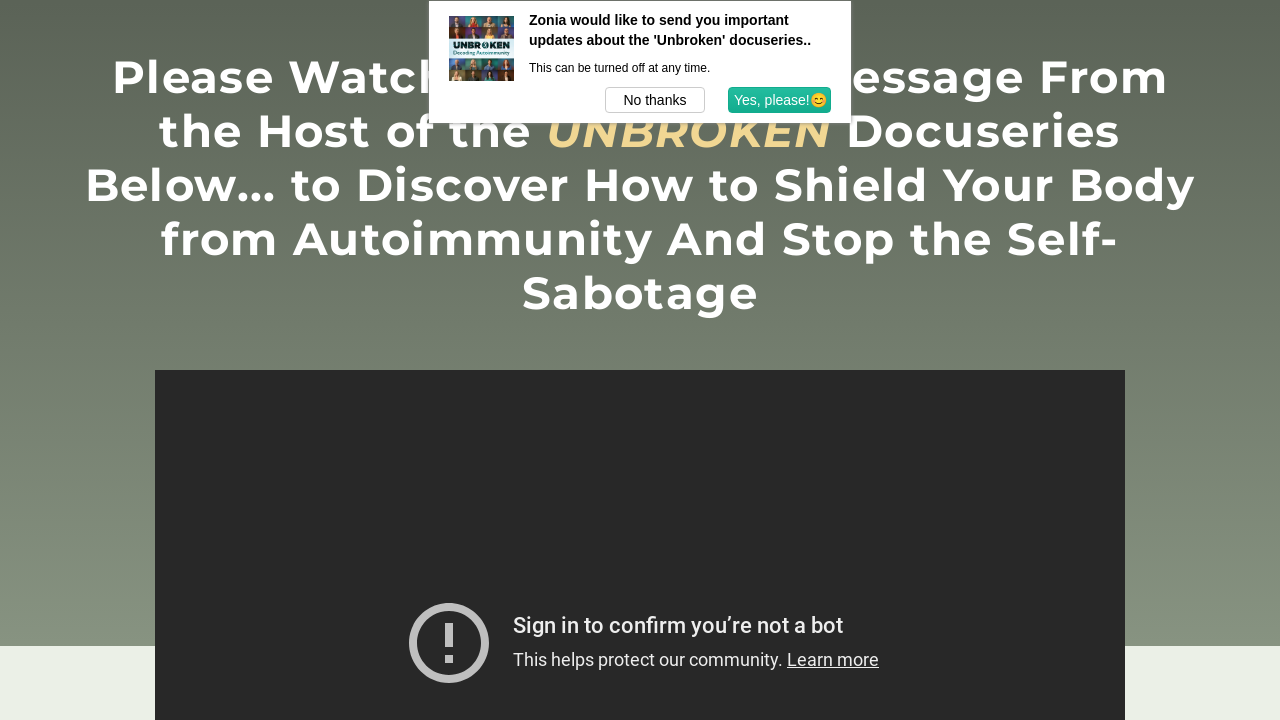 Zonia would like to send you important
updates about the 'Unbroken' docuseries..
This can be turned off at any time.
No thanks
Yes, please!😊
UNBROKEN
Decoding Autoimmunity
Please Watch essage From
the Host of the UNBROKEN Docuseries
Below... to Discover How to Shield Your Body
from Autoimmunity And Stop the Self-
Sabotage
Sign in to confirm you're not a bot
This helps protect our community. Learn more